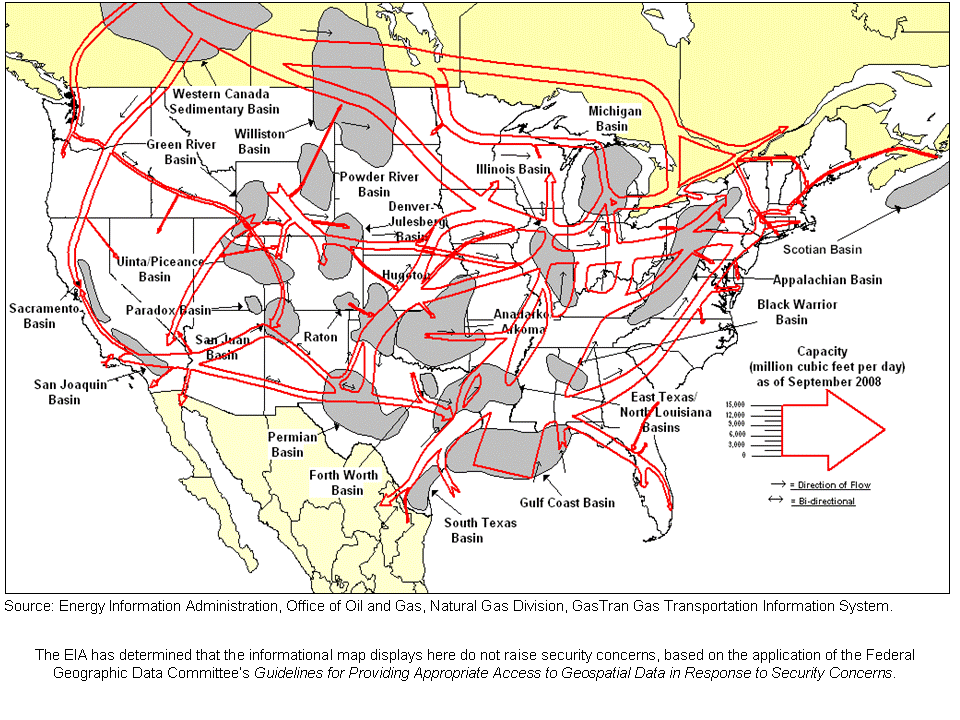 Western Canada
Sedimentary Basin
Michigan
Basin
Williston
Basin
Green River
Basin
Illinois Basin
Powder River
Basin
Denver-
Julesberg
Basin
Scotian Basin
Uinta/Piceance
Basin
Hugoton
Appalachian Basin
Sacramento
Basin
Paradox Basin
Anadarko
Arkoma
Black Warrior
Basin
San Juan
Basin
Raton
Capacity
(million cubic feet per day)
as of September 2008
San Joaquin
Basin
East Texas/
North Louisiana
Basins
15,000
12,000
9,000
6,000
3,000
0
Permian
Basin
Forth Worth
Basin
= Direction of Flow
= Bi-directional
Gulf Coast Basin
South Texas
Basin
Source: Energy Information Administration, Office of Oil and Gas, Natural Gas Division, GasTran Gas Transportation Information System.
The EIA has determined that the informational map displays here do not raise security concerns, based on the application of the Federal
Geographic Data Committee's Guidelines for Providing Appropriate Access to Geospatial Data in Response to Security Concerns.